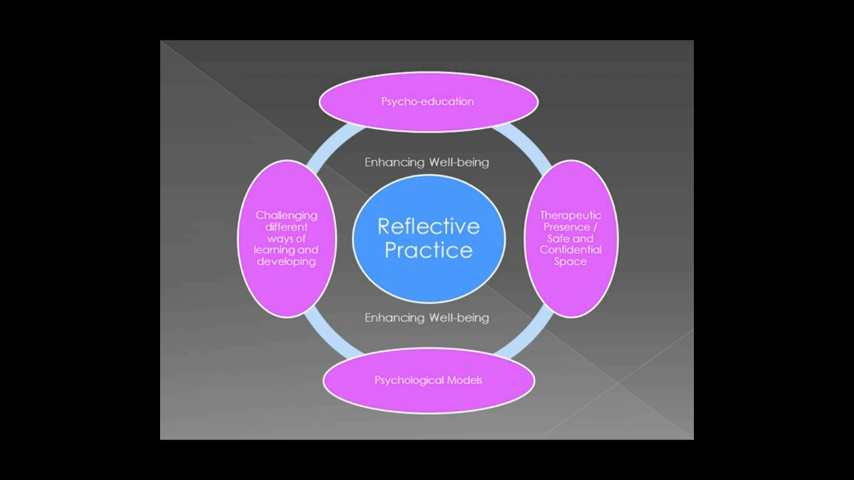 Psycho-education
Enhancing Well-being
Challenging
different
ways of
learning and
developing
Reflective
Practice
Therapeutic
Presence /
Safe and
Confidential
Space
Enhancing Well-being
Psychological Models